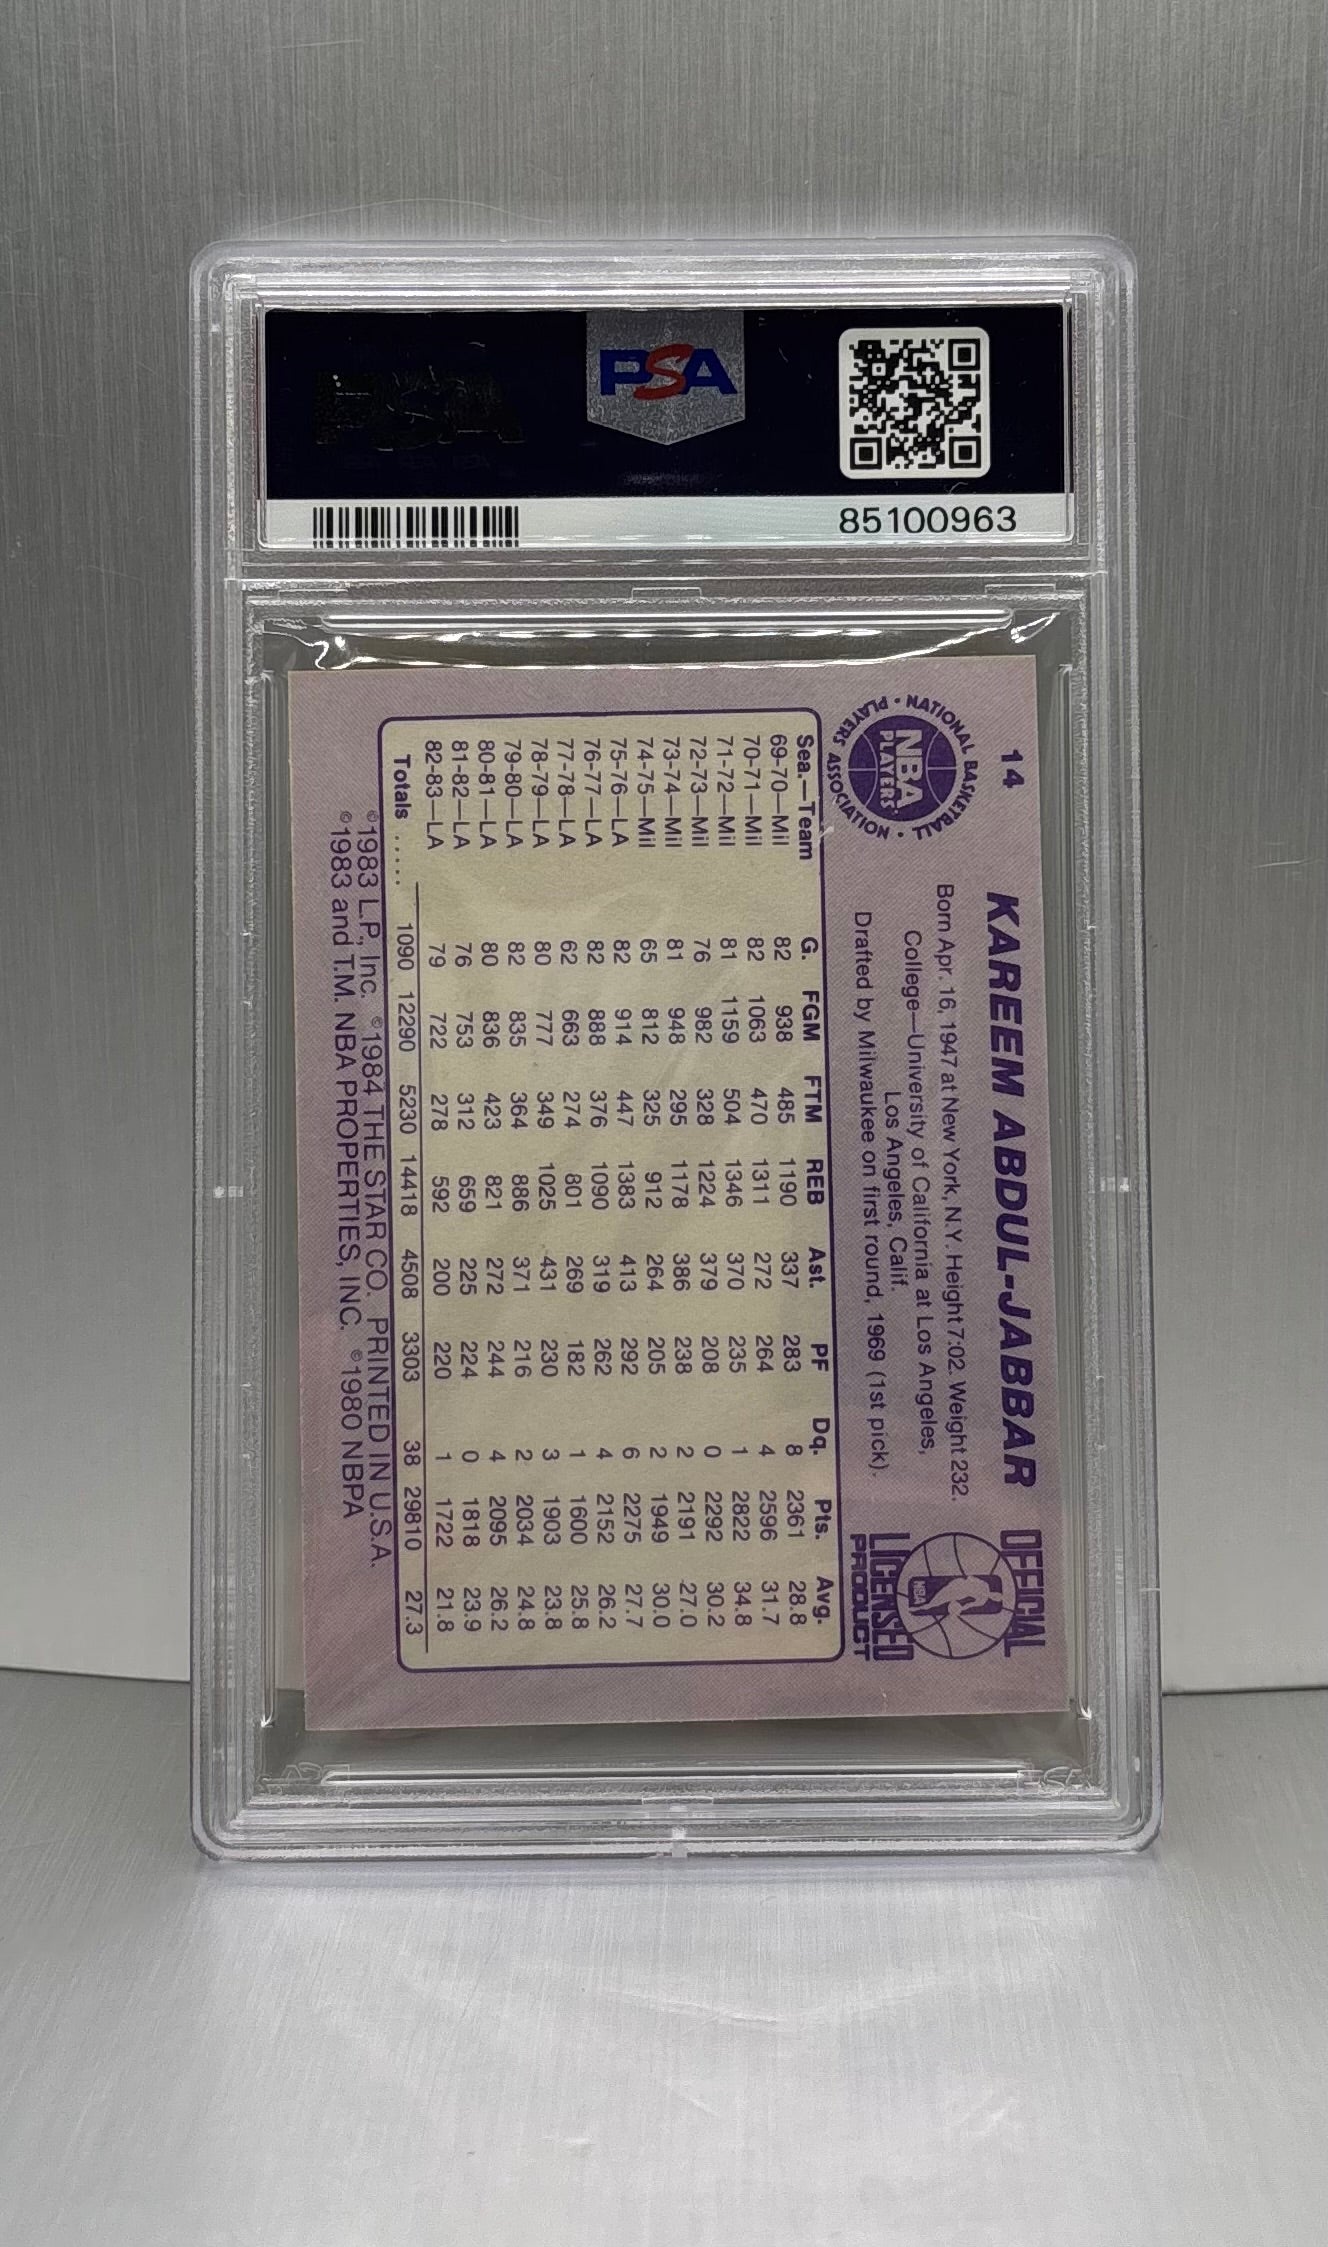 PSA
85100963
14
KAREEM ABDUL-JABBAR
NATIONAL BASKETBALL PLAYERS ASSOCIATION
NBA
PLAYERS
OFFICIAL
NBA
LICENSED
PRODUCT
Born Apr. 16, 1947 at New York, N.Y. Height 7:02. Weight 232.
College—University of California at Los Angeles,
Los Angeles, Calif.
Drafted by Milwaukee on first round, 1969 (1st pick).
Sea.—Team G. FGM FTM REB Ast. PF Dq. Pts. Avg.
69-70—Mil 82 938 485 1190 337 283 8 2361 28.8
70-71—Mil 82 1063 470 1311 272 264 4 2596 31.7
71-72—Mil 81 1159 504 1346 370 235 1 2822 34.8
72-73—Mil 76 982 328 1224 379 208 0 2292 30.2
73-74—Mil 81 948 295 1178 386 238 2 2191 27.0
74-75—Mil 65 812 325 912 264 205 2 1949 30.0
75-76—LA 82 914 447 1383 413 292 6 2275 27.7
76-77—LA 82 888 376 1090 319 262 4 2152 26.2
77-78—LA 62 663 274 801 269 182 1 1600 25.8
78-79—LA 80 777 349 1025 431 230 3 1903 23.8
79-80—LA 82 835 364 886 371 216 2 2034 24.8
80-81—LA 80 836 423 821 272 244 4 2095 26.2
81-82—LA 76 753 312 659 225 224 0 1818 23.9
82-83—LA 79 722 278 592 200 220 1 1722 21.8
Totals ..... 1090 12290 5230 14418 4508 3303 38 29810 27.3
©1983 L.P., Inc. ©1984 THE STAR CO. PRINTED IN U.S.A.
©1983 and T.M. NBA PROPERTIES, INC. ©1980 NBPA
PSA